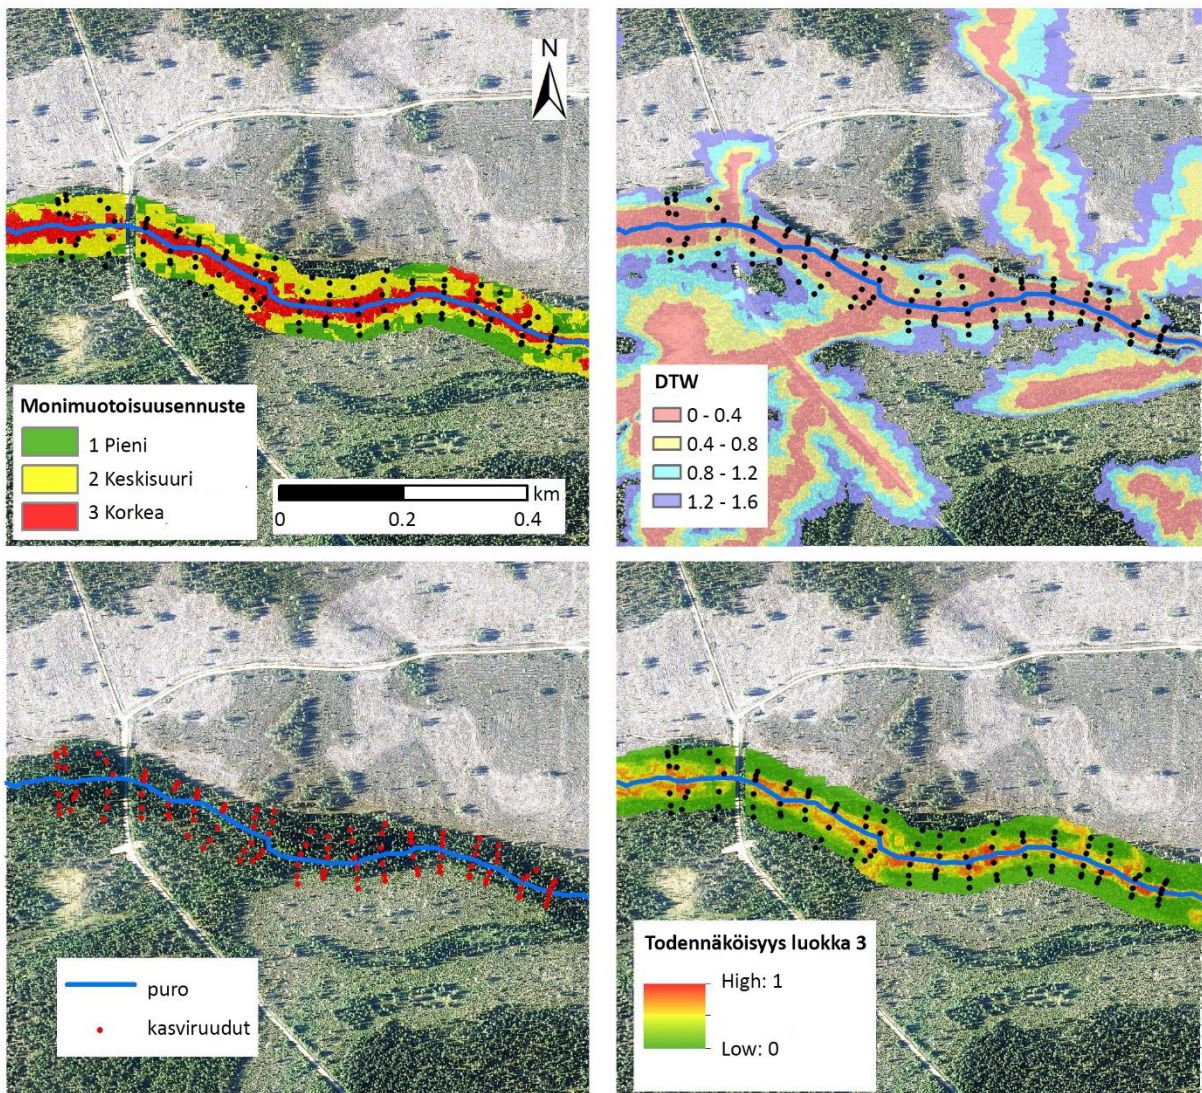 N
Monimuotoisuusennuste
1 Pieni
2 Keskisuuri
3 Korkea
km
0
0.2
0.4
DTW
0 - 0.4
0.4 - 0.8
0.8 - 1.2
1.2 - 1.6
puro
kasviruudut
Todennäköisyys luokka 3
High: 1
Low: 0